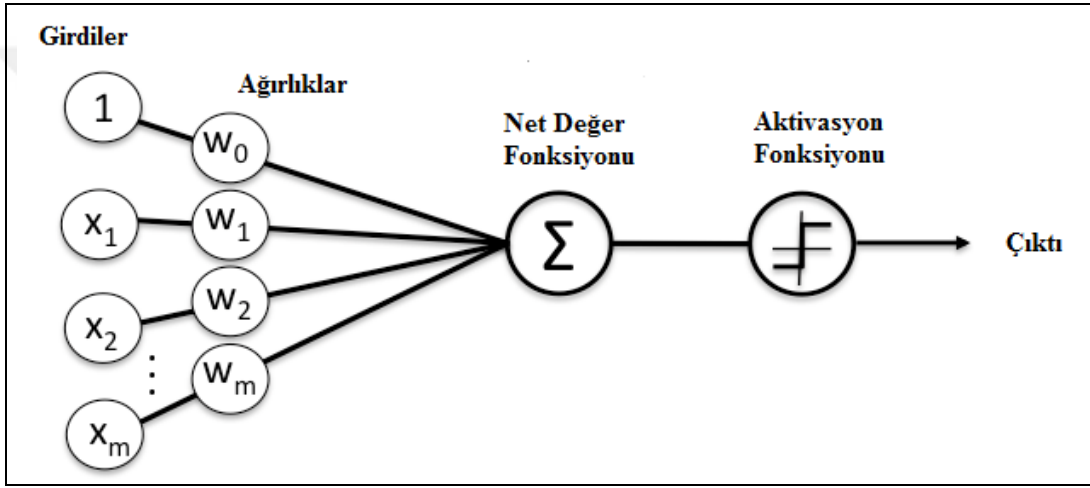 Girdiler
Ağırlıklar
Net Değer
Fonksiyonu
Aktivasyon
Fonksiyonu
1
w₀
x₁
w₁
Σ
Çıktı
x₂
w₂
⋮
wₘ
xₘ